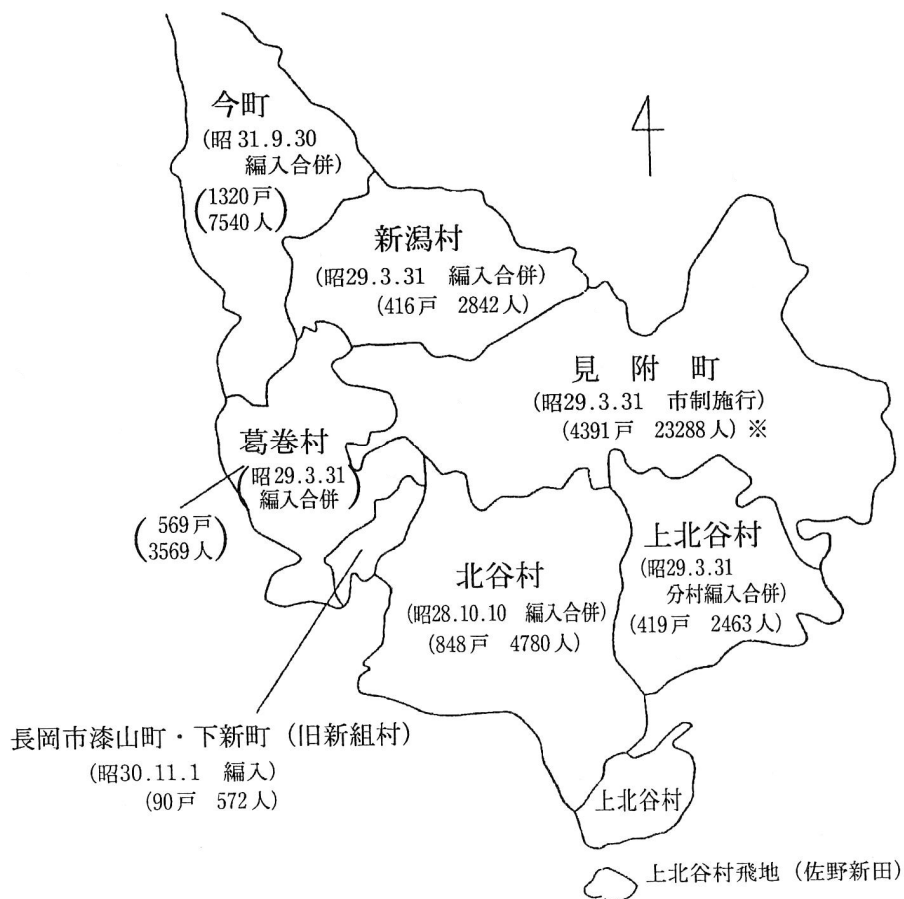 今町
(昭31.9.30
編入合併)
(1320戸
7540人)
新潟村
(昭29.3.31　編入合併)
(416戸　2842人)
見　附　町
(昭29.3.31　市制施行)
(4391戸　23288人) ※
葛巻村
(昭29.3.31
編入合併)
(569戸
3569人)
上北谷村
(昭29.3.31
分村編入合併)
(419戸　2463人)
北谷村
(昭28.10.10　編入合併)
(848戸　4780人)
長岡市漆山町・下新町（旧新組村）
(昭30.11.1　編入)
(90戸　572人)
上北谷村
上北谷村飛地（佐野新田）